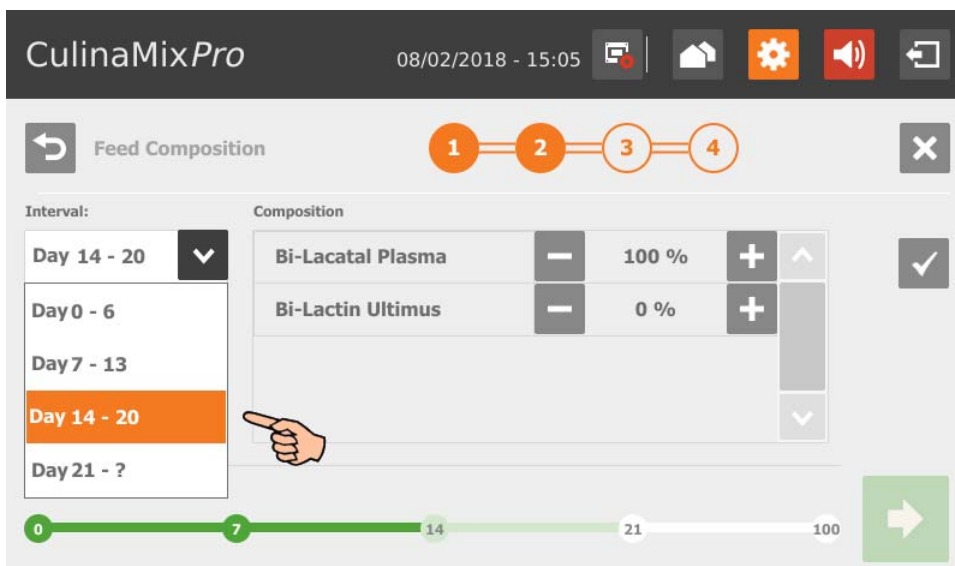 CulinaMixPro
08/02/2018 - 15:05
Feed Composition
1
2
3
4
Interval:
Composition
Day 14 - 20
Bi-Lacatal Plasma
100 %
Day 0 - 6
Bi-Lactin Ultimus
0 %
Day 7 - 13
Day 14 - 20
Day 21 - ?
0
7
14
21
100